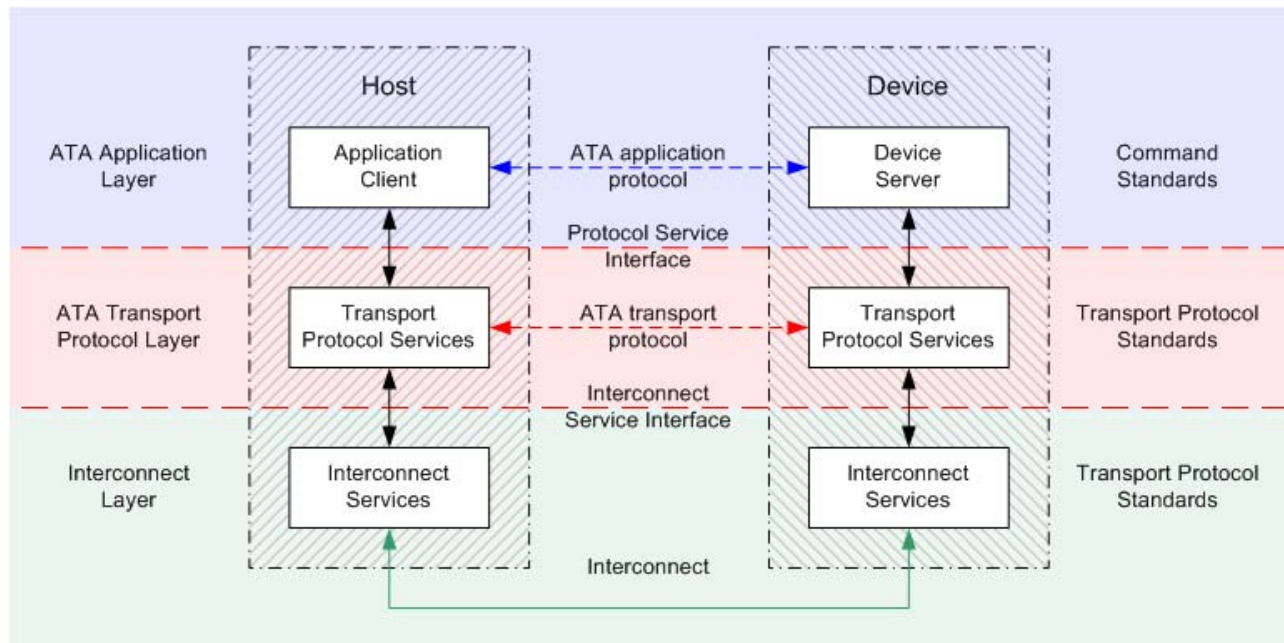 Host
Device
ATA Application
Layer
Application
Client
ATA application
protocol
Device
Server
Command
Standards
Protocol Service
Interface
ATA Transport
Protocol Layer
Transport
Protocol Services
ATA transport
protocol
Transport
Protocol Services
Transport Protocol
Standards
Interconnect
Service Interface
Interconnect
Layer
Interconnect
Services
Interconnect
Services
Transport Protocol
Standards
Interconnect